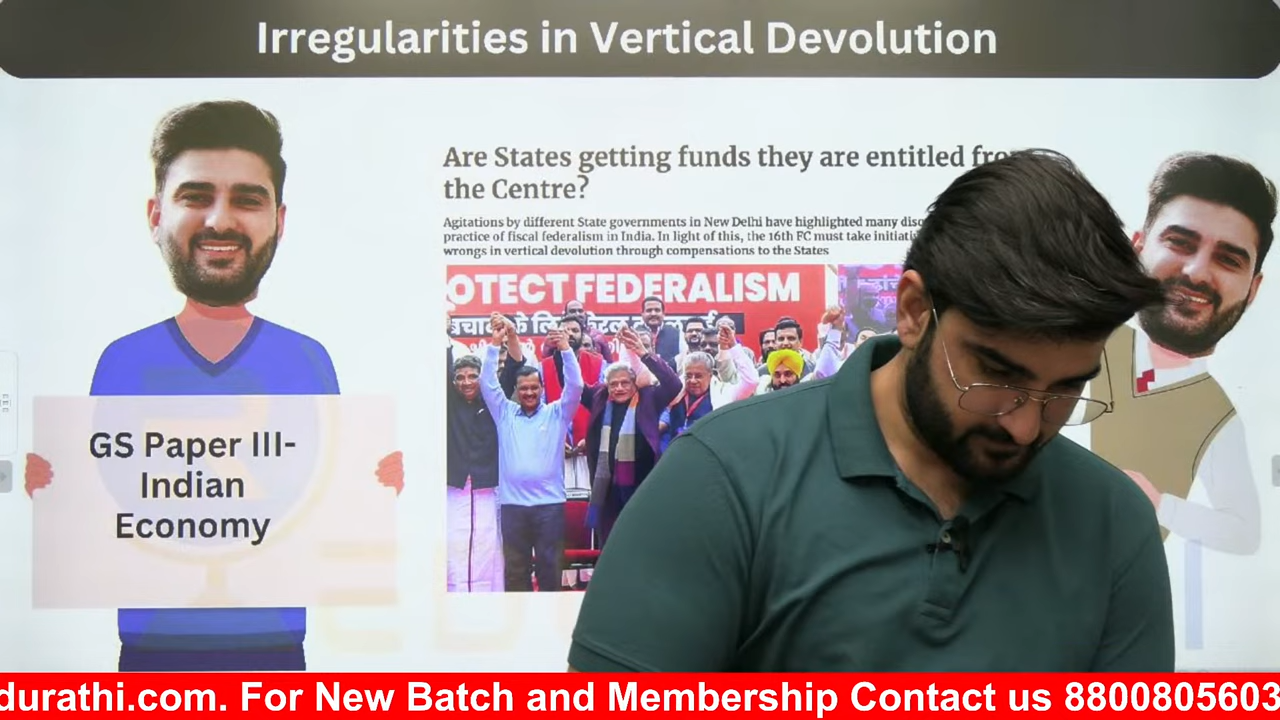 Irregularities in Vertical Devolution
Are States getting funds they are entitled
the Centre?
Agitations by different State governments in New Delhi have highlighted many
practice of fiscal federalism in India. In light of this, the 16th FC must take
wrongs in vertical devolution through compensations to the States
OTECT FEDERALISM
GS Paper III-
Indian
Economy
durathi.com. For New Batch and Membership Contact us 8800805603